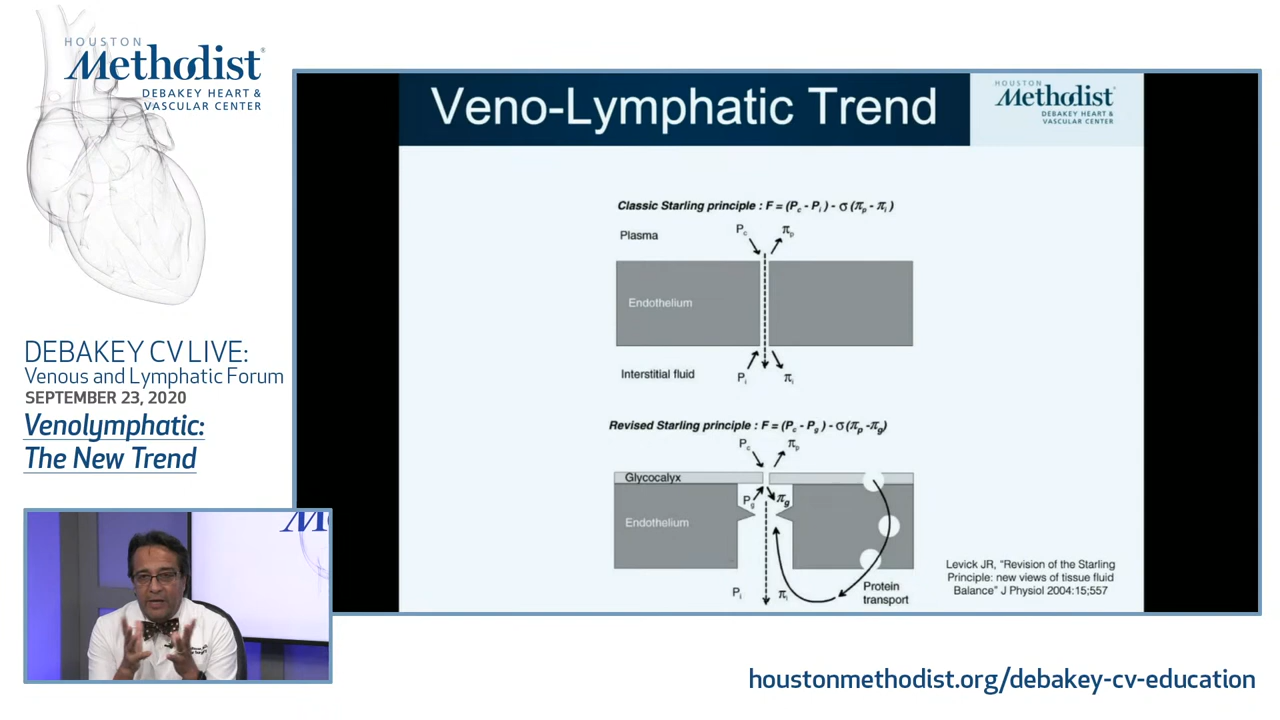 HOUSTON
Methodist®
DEBAKEY HEART &
VASCULAR CENTER
DEBAKEY CV LIVE:
Venous and Lymphatic Forum
SEPTEMBER 23, 2020
Venolymphatic:
The New Trend
Veno-Lymphatic Trend
HOUSTON
Methodist®
DEBAKEY HEART &
VASCULAR CENTER
Classic Starling principle : F = (Pc - Pi ) - σ (πp - πi )
Plasma
Pc
πp
Endothelium
Interstitial fluid
Pi
πi
Revised Starling principle : F = (Pc - Pg ) - σ (πp -πg)
Pc
πp
Glycocalyx
Pg
πg
Endothelium
Pi
πi
Protein
transport
Levick JR, "Revision of the Starling
Principle: new views of tissue fluid
Balance" J Physiol 2004:15;557
houstonmethodist.org/debakey-cv-education